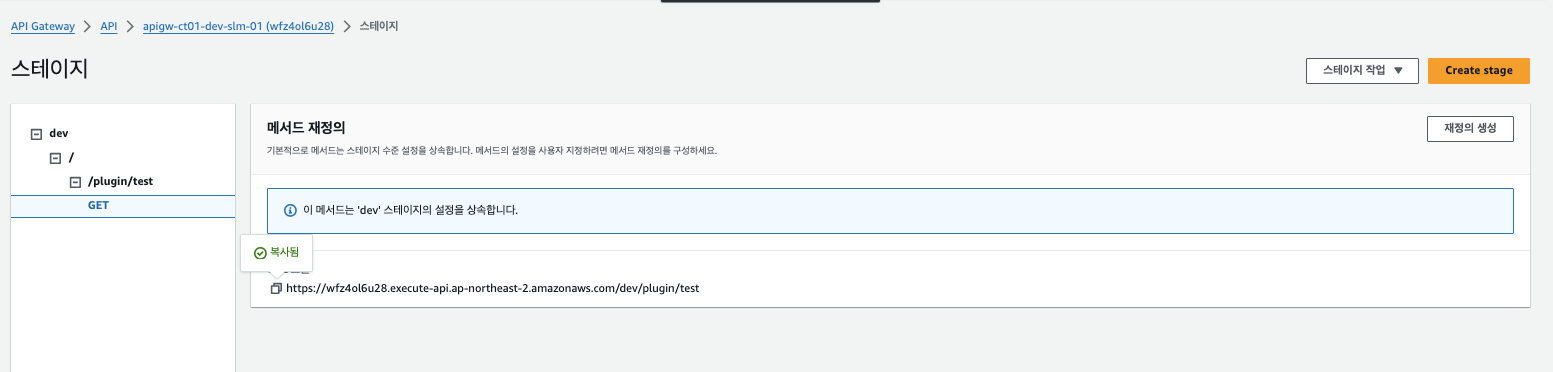 API Gateway > API > apigw-ct01-dev-slm-01 (wfz4ol6u28) > 스테이지
스테이지
스테이지 작업 ▼
Create stage
dev
/
/plugin/test
GET
메서드 재정의
재정의 생성
기본적으로 메서드는 스테이지 수준 설정을 상속합니다. 메서드의 설정을 사용자 지정하려면 메서드 재정의를 구성하세요.
이 메서드는 'dev' 스테이지의 설정을 상속합니다.
복사됨
https://wfz4ol6u28.execute-api.ap-northeast-2.amazonaws.com/dev/plugin/test